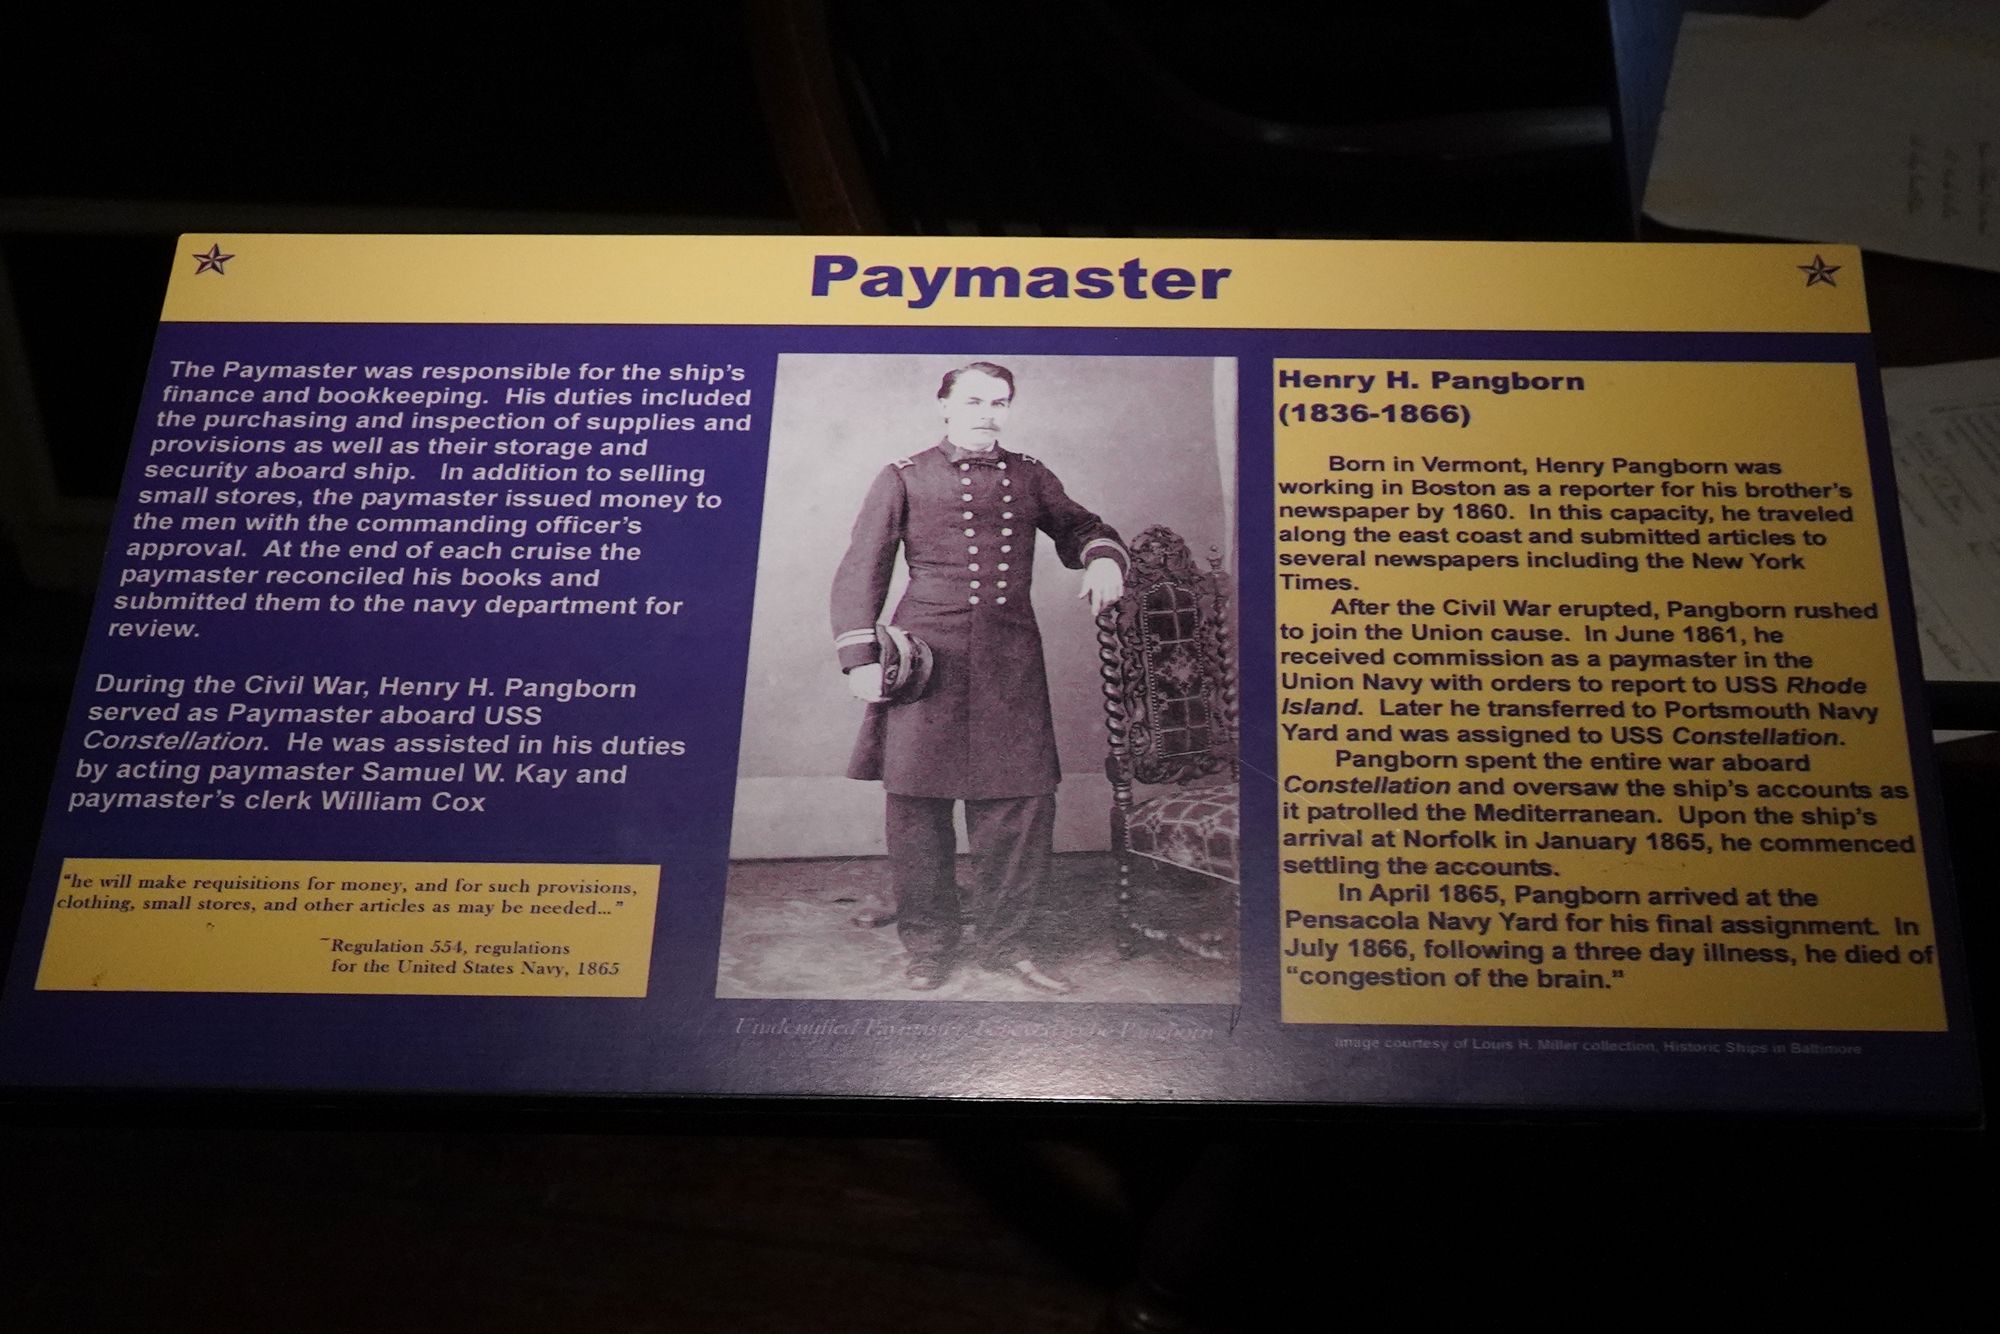 Paymaster
The Paymaster was responsible for the ship's
finance and bookkeeping. His duties included
the purchasing and inspection of supplies and
provisions as well as their storage and
security aboard ship. In addition to selling
small stores, the paymaster issued money to
the men with the commanding officer's
approval. At the end of each cruise the
paymaster reconciled his books and
submitted them to the navy department for
review.
During the Civil War, Henry H. Pangborn
served as Paymaster aboard USS
Constellation. He was assisted in his duties
by acting paymaster Samuel W. Kay and
paymaster's clerk William Cox
"he will make requisitions for money, and for such provisions,
clothing, small stores, and other articles as may be needed..."
~Regulation 554, regulations
for the United States Navy, 1865
Unidentified Paymaster, believed to be Pangborn
Henry H. Pangborn
(1836-1866)
Born in Vermont, Henry Pangborn was
working in Boston as a reporter for his brother's
newspaper by 1860. In this capacity, he traveled
along the east coast and submitted articles to
several newspapers including the New York
Times.
After the Civil War erupted, Pangborn rushed
to join the Union cause. In June 1861, he
received commission as a paymaster in the
Union Navy with orders to report to USS Rhode
Island. Later he transferred to Portsmouth Navy
Yard and was assigned to USS Constellation.
Pangborn spent the entire war aboard
Constellation and oversaw the ship's accounts as
it patrolled the Mediterranean. Upon the ship's
arrival at Norfolk in January 1865, he commenced
settling the accounts.
In April 1865, Pangborn arrived at the
Pensacola Navy Yard for his final assignment. In
July 1866, following a three day illness, he died of
"congestion of the brain."
Image courtesy of Louis H. Miller collection, Historic Ships in Baltimore